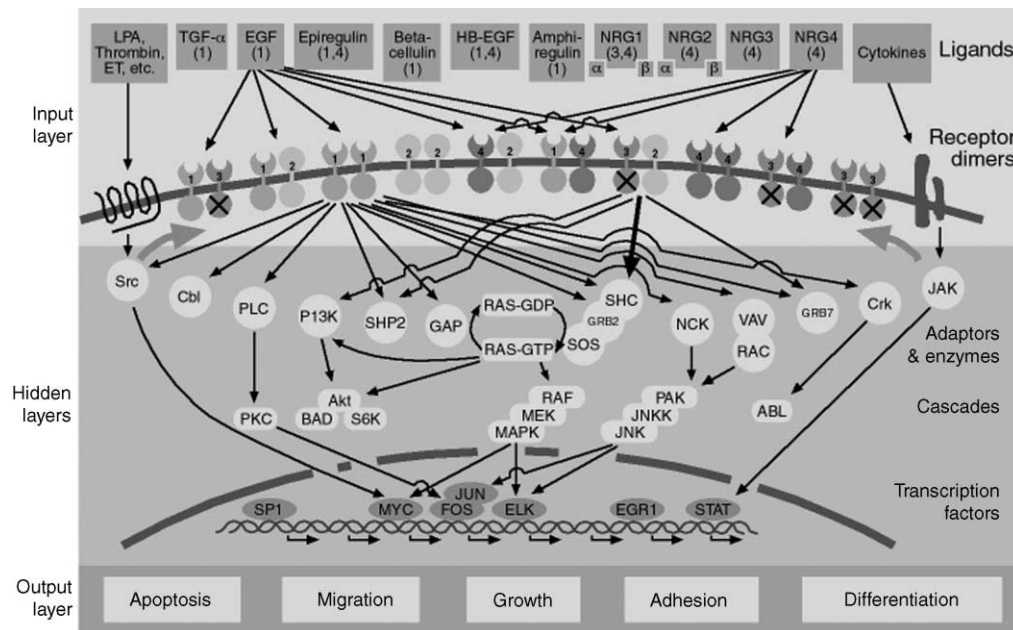 LPA,
Thrombin,
ET, etc.
TGF-α
(1)
EGF
(1)
Epiregulin
(1,4)
Beta-
cellulin
(1)
HB-EGF
(1,4)
Amphi-
regulin
(1)
NRG1
(3,4)
α β
NRG2
(4)
α β
NRG3
(4)
NRG4
(4)
Cytokines
Ligands
Input
layer
Receptor
dimers
1 3
1 2
1 1
2 2
4 2
1 4
3 2
4 4
3 4
3 3
Src
Cbl
PLC
P13K
SHP2
GAP
RAS-GDP
RAS-GTP
SHC
GRB2
SOS
NCK
VAV
RAC
GRB7
Crk
JAK
Adaptors
& enzymes
Hidden
layers
PKC
Akt
BAD
S6K
RAF
MEK
MAPK
PAK
JNKK
JNK
ABL
Cascades
SP1
MYC
JUN
FOS
ELK
EGR1
STAT
Transcription
factors
Output
layer
Apoptosis
Migration
Growth
Adhesion
Differentiation